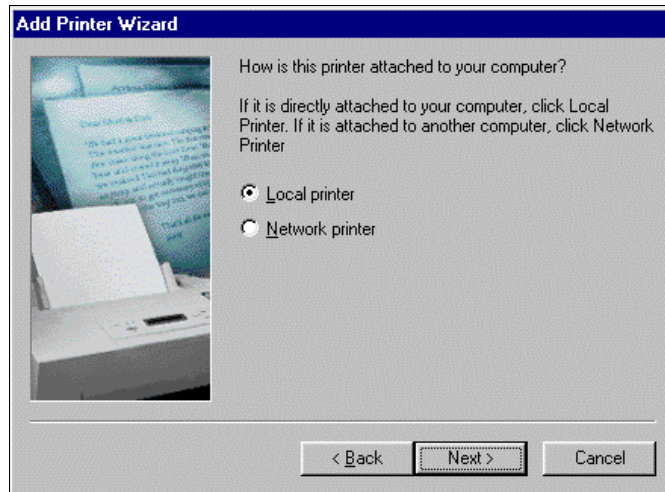 Add Printer Wizard
How is this printer attached to your computer?
If it is directly attached to your computer, click Local
Printer. If it is attached to another computer, click Network
Printer
Local printer
Network printer
< Back
Next >
Cancel